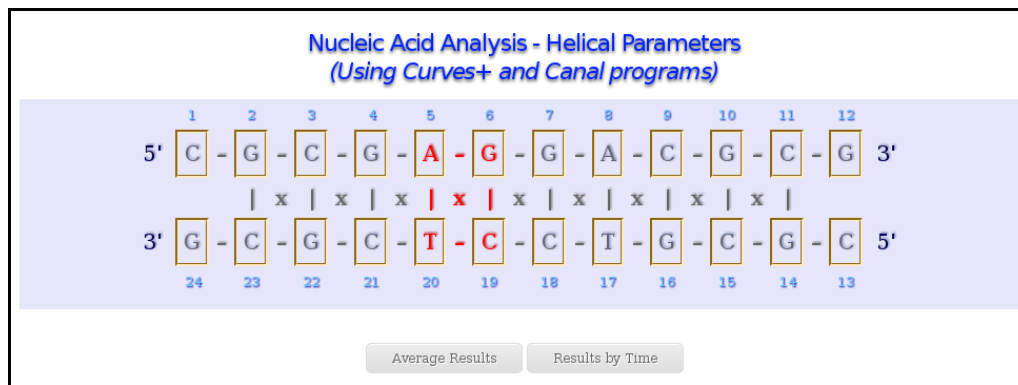 Nucleic Acid Analysis - Helical Parameters
(Using Curves+ and Canal programs)
1 2 3 4 5 6 7 8 9 10 11 12
5' C - G - C - G - A - G - G - A - C - G - C - G 3'
| x | x | x | x | x | x | x | x | x |
3' G - C - G - C - T - C - C - T - G - C - G - C 5'
24 23 22 21 20 19 18 17 16 15 14 13
Average Results Results by Time